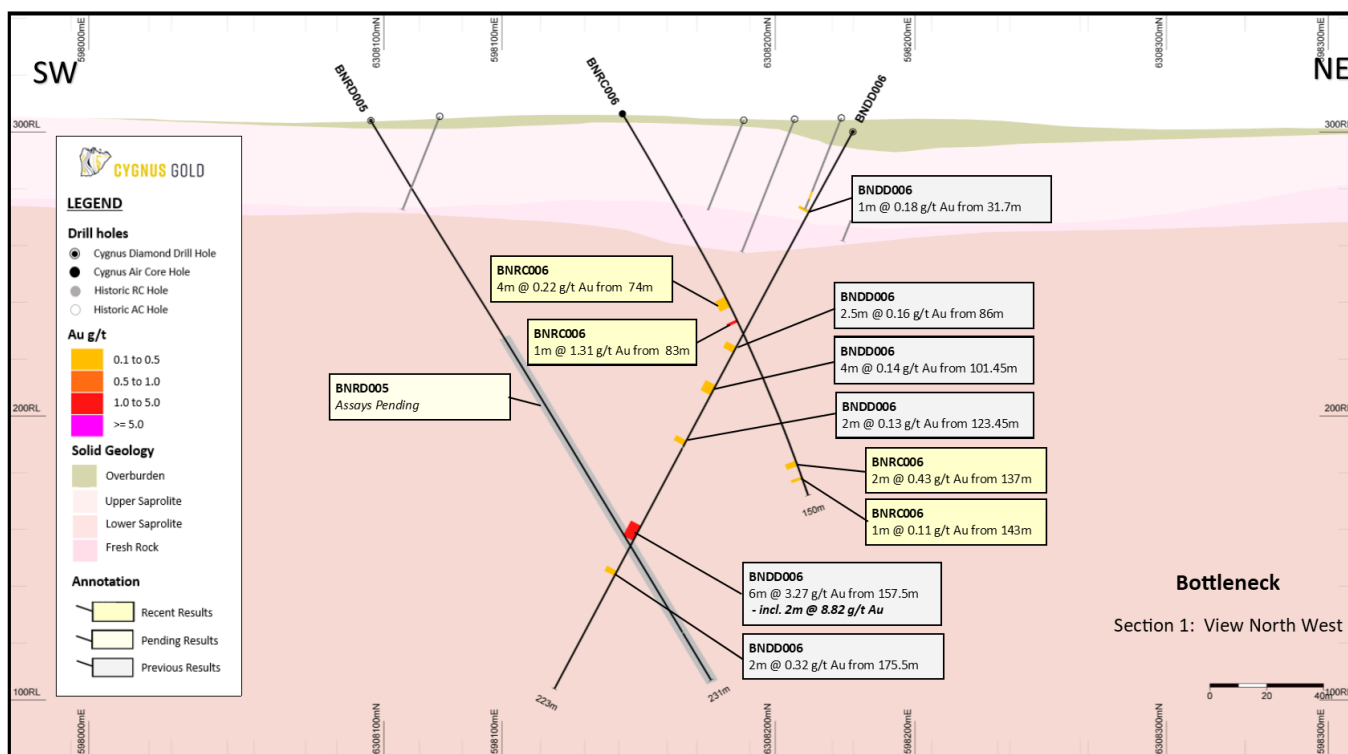 598000mE
6308100mN
598100mE
6308200mN
598200mE
6308300mN
598300mE
SW
NE
BNRD005
BNRC006
BNDD006
300RL
300RL
CYGNUS GOLD
LEGEND
Drill holes
Cygnus Diamond Drill Hole
Cygnus Air Core Hole
Historic RC Hole
Historic AC Hole
Au g/t
0.1 to 0.5
0.5 to 1.0
1.0 to 5.0
>= 5.0
Solid Geology
Overburden
Upper Saprolite
Lower Saprolite
Fresh Rock
Annotation
Recent Results
Pending Results
Previous Results
BNDD006
1m @ 0.18 g/t Au from 31.7m
BNRC006
4m @ 0.22 g/t Au from 74m
BNDD006
2.5m @ 0.16 g/t Au from 86m
BNRC006
1m @ 1.31 g/t Au from 83m
BNDD006
4m @ 0.14 g/t Au from 101.45m
BNRD005
Assays Pending
BNDD006
2m @ 0.13 g/t Au from 123.45m
200RL
200RL
BNRC006
2m @ 0.43 g/t Au from 137m
BNRC006
1m @ 0.11 g/t Au from 143m
150m
BNDD006
6m @ 3.27 g/t Au from 157.5m
- incl. 2m @ 8.82 g/t Au
BNDD006
2m @ 0.32 g/t Au from 175.5m
Bottleneck
Section 1: View North West
223m
231m
100RL
100RL
0 20 40m
598000mE
6308100mN
598100mE
6308200mN
598200mE
6308300mN
598300mE